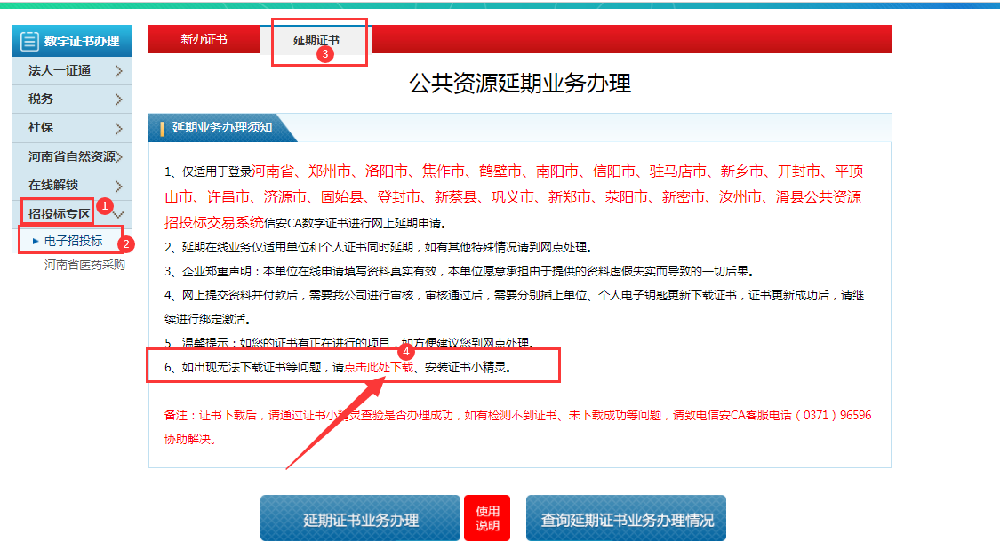 数字证书办理
法人一证通
税务
社保
河南省自然资源
在线解锁
招投标专区
1
电子招投标
2
河南省医药采购
新办证书
延期证书
3
公共资源延期业务办理
延期业务办理须知
1、仅适用于登录河南省、郑州市、洛阳市、焦作市、鹤壁市、南阳市、信阳市、驻马店市、新乡市、开封市、平顶
山市、许昌市、济源市、固始县、登封市、新蔡县、巩义市、新郑市、荥阳市、新密市、汝州市、滑县公共资源
招投标交易系统信安CA数字证书进行网上延期申请。
2、延期在线业务仅适用单位和个人证书同时延期，如有其他特殊情况请到网点处理。
3、企业郑重声明：本单位在线申请填写资料真实有效，本单位愿意承担由于提供的资料虚假失实而导致的一切后果。
4、网上提交资料并付款后，需要我公司进行审核，审核通过后，需要分别插上单位、个人电子钥匙更新下载证书，证书更新成功后，请继
续进行绑定激活。
5、温馨提示：如您的证书有正在进行的项目，如方便建议您到网点处理。
4
6、如出现无法下载证书等问题，请点击此处下载、安装证书小精灵。
备注：证书下载后，请通过证书小精灵查验是否办理成功，如有检测不到证书、未下载成功等问题，请致电信安CA客服电话（0371）96596
协助解决。
延期证书业务办理
使用
说明
查询延期证书业务办理情况